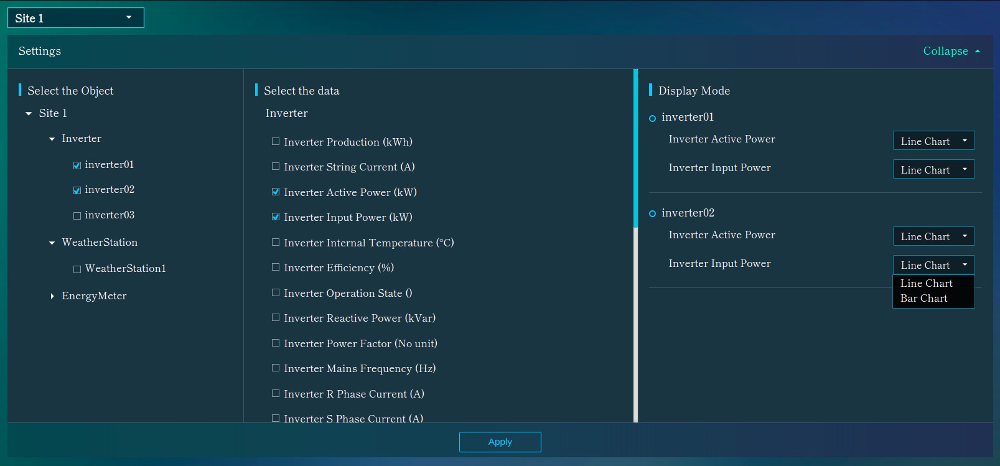 Site 1
Settings
Collapse
Select the Object
Site 1
Inverter
inverter01
inverter02
inverter03
WeatherStation
WeatherStation1
EnergyMeter
Select the data
Inverter
Inverter Production (kWh)
Inverter String Current (A)
Inverter Active Power (kW)
Inverter Input Power (kW)
Inverter Internal Temperature (°C)
Inverter Efficiency (%)
Inverter Operation State ()
Inverter Reactive Power (kVar)
Inverter Power Factor (No unit)
Inverter Mains Frequency (Hz)
Inverter R Phase Current (A)
Inverter S Phase Current (A)
Display Mode
inverter01
Inverter Active Power Line Chart
Inverter Input Power Line Chart
inverter02
Inverter Active Power Line Chart
Inverter Input Power Line Chart
Line Chart
Bar Chart
Apply